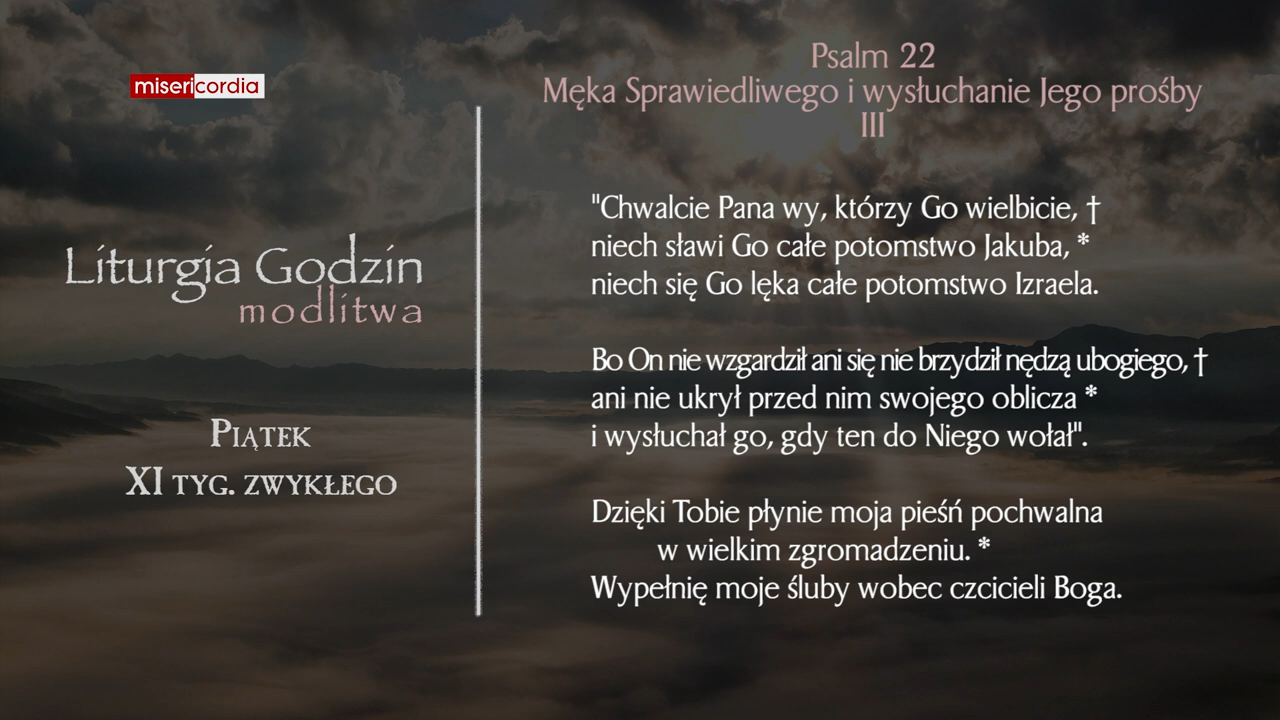 misericordia
Liturgia Godzin
modlitwa
Piątek
XI tyg. zwykłego
Psalm 22
Męka Sprawiedliwego i wysłuchanie Jego prośby
III
"Chwalcie Pana wy, którzy Go wielbicie, †
niech sławi Go całe potomstwo Jakuba, *
niech się Go lęka całe potomstwo Izraela.
Bo On nie wzgardził ani się nie brzydził nędzą ubogiego, †
ani nie ukrył przed nim swojego oblicza *
i wysłuchał go, gdy ten do Niego wołał".
Dzięki Tobie płynie moja pieśń pochwalna
w wielkim zgromadzeniu. *
Wypełnię moje śluby wobec czcicieli Boga.